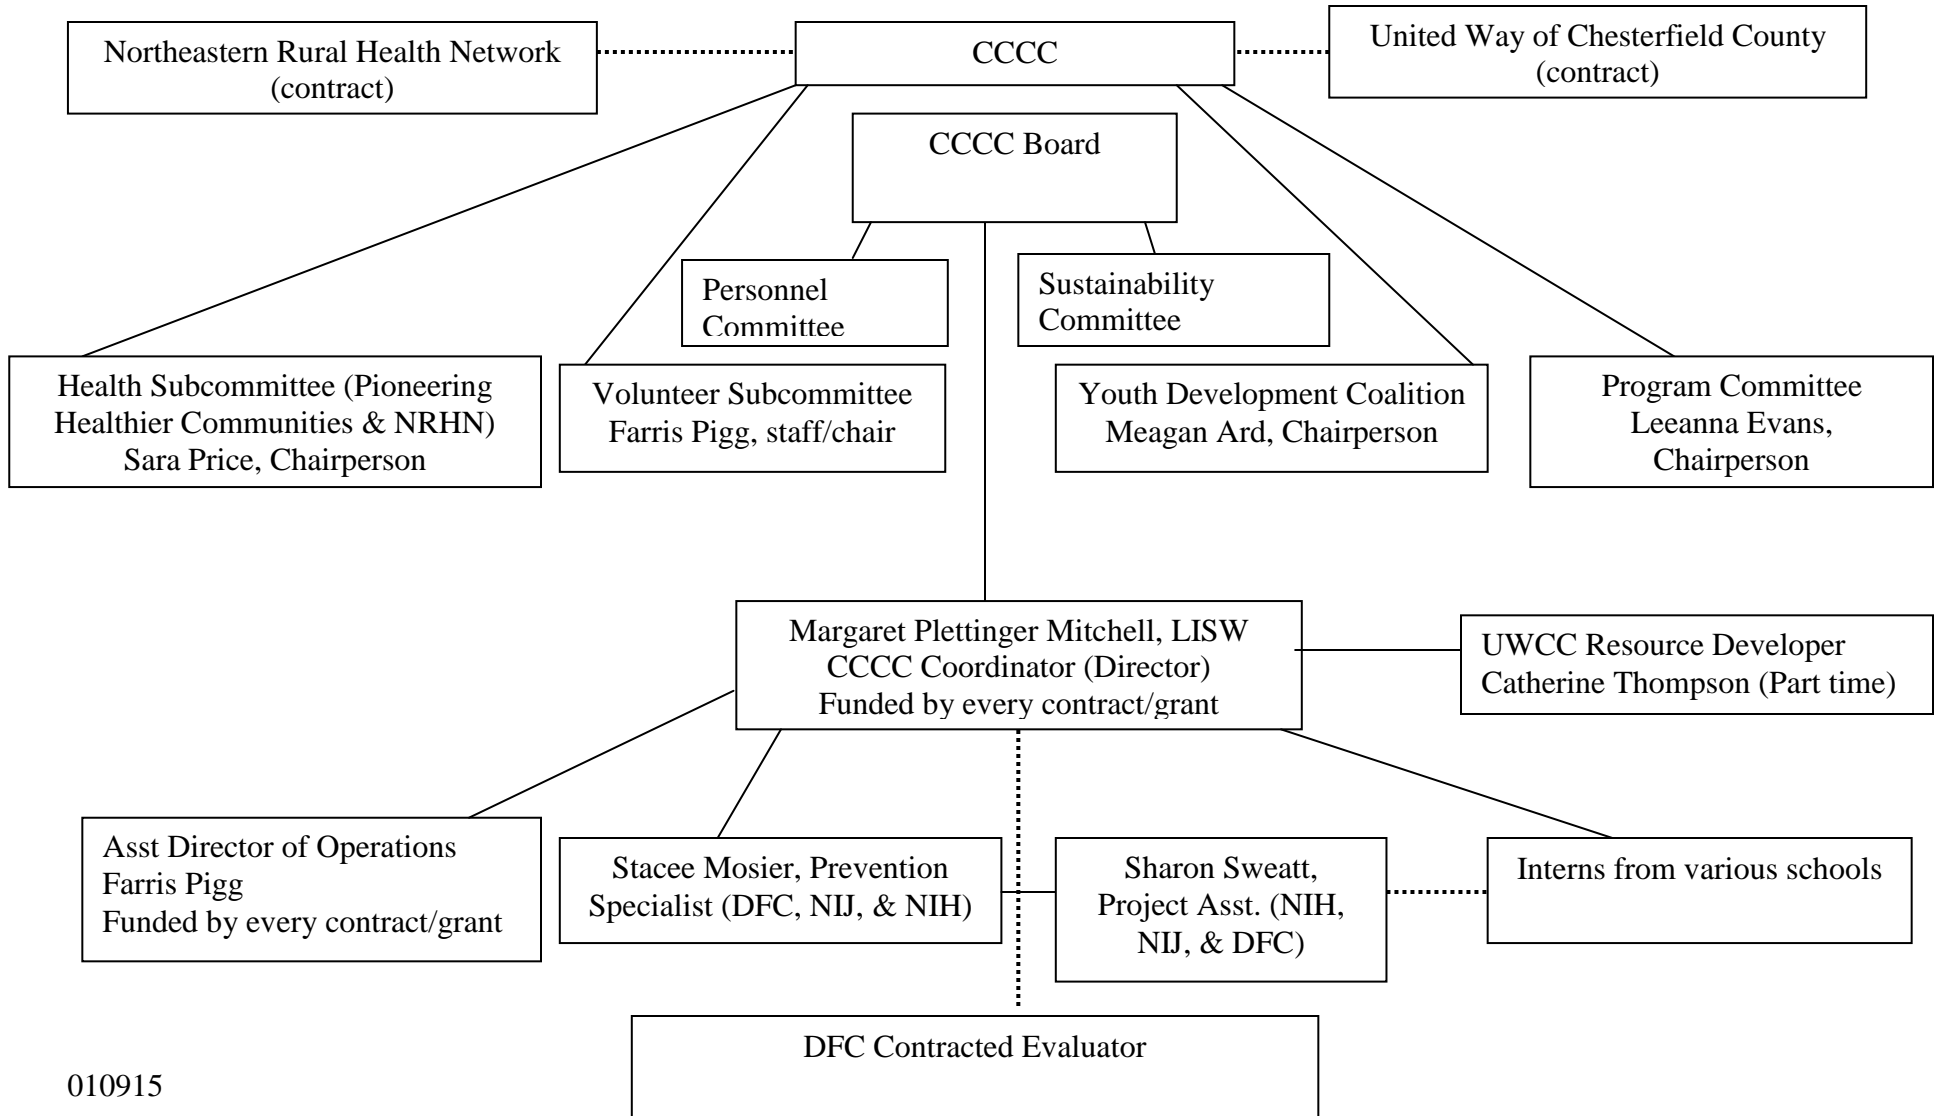 Northeastern Rural Health Network
(contract)
CCCC
United Way of Chesterfield County
(contract)
CCCC Board
Personnel
Committee
Sustainability
Committee
Health Subcommittee (Pioneering
Healthier Communities & NRHN)
Sara Price, Chairperson
Volunteer Subcommittee
Farris Pigg, staff/chair
Youth Development Coalition
Meagan Ard, Chairperson
Program Committee
Leeanna Evans,
Chairperson
Margaret Plettinger Mitchell, LISW
CCCC Coordinator (Director)
Funded by every contract/grant
UWCC Resource Developer
Catherine Thompson (Part time)
Asst Director of Operations
Farris Pigg
Funded by every contract/grant
Stacee Mosier, Prevention
Specialist (DFC, NIJ, & NIH)
Sharon Sweatt,
Project Asst. (NIH,
NIJ, & DFC)
Interns from various schools
DFC Contracted Evaluator
010915